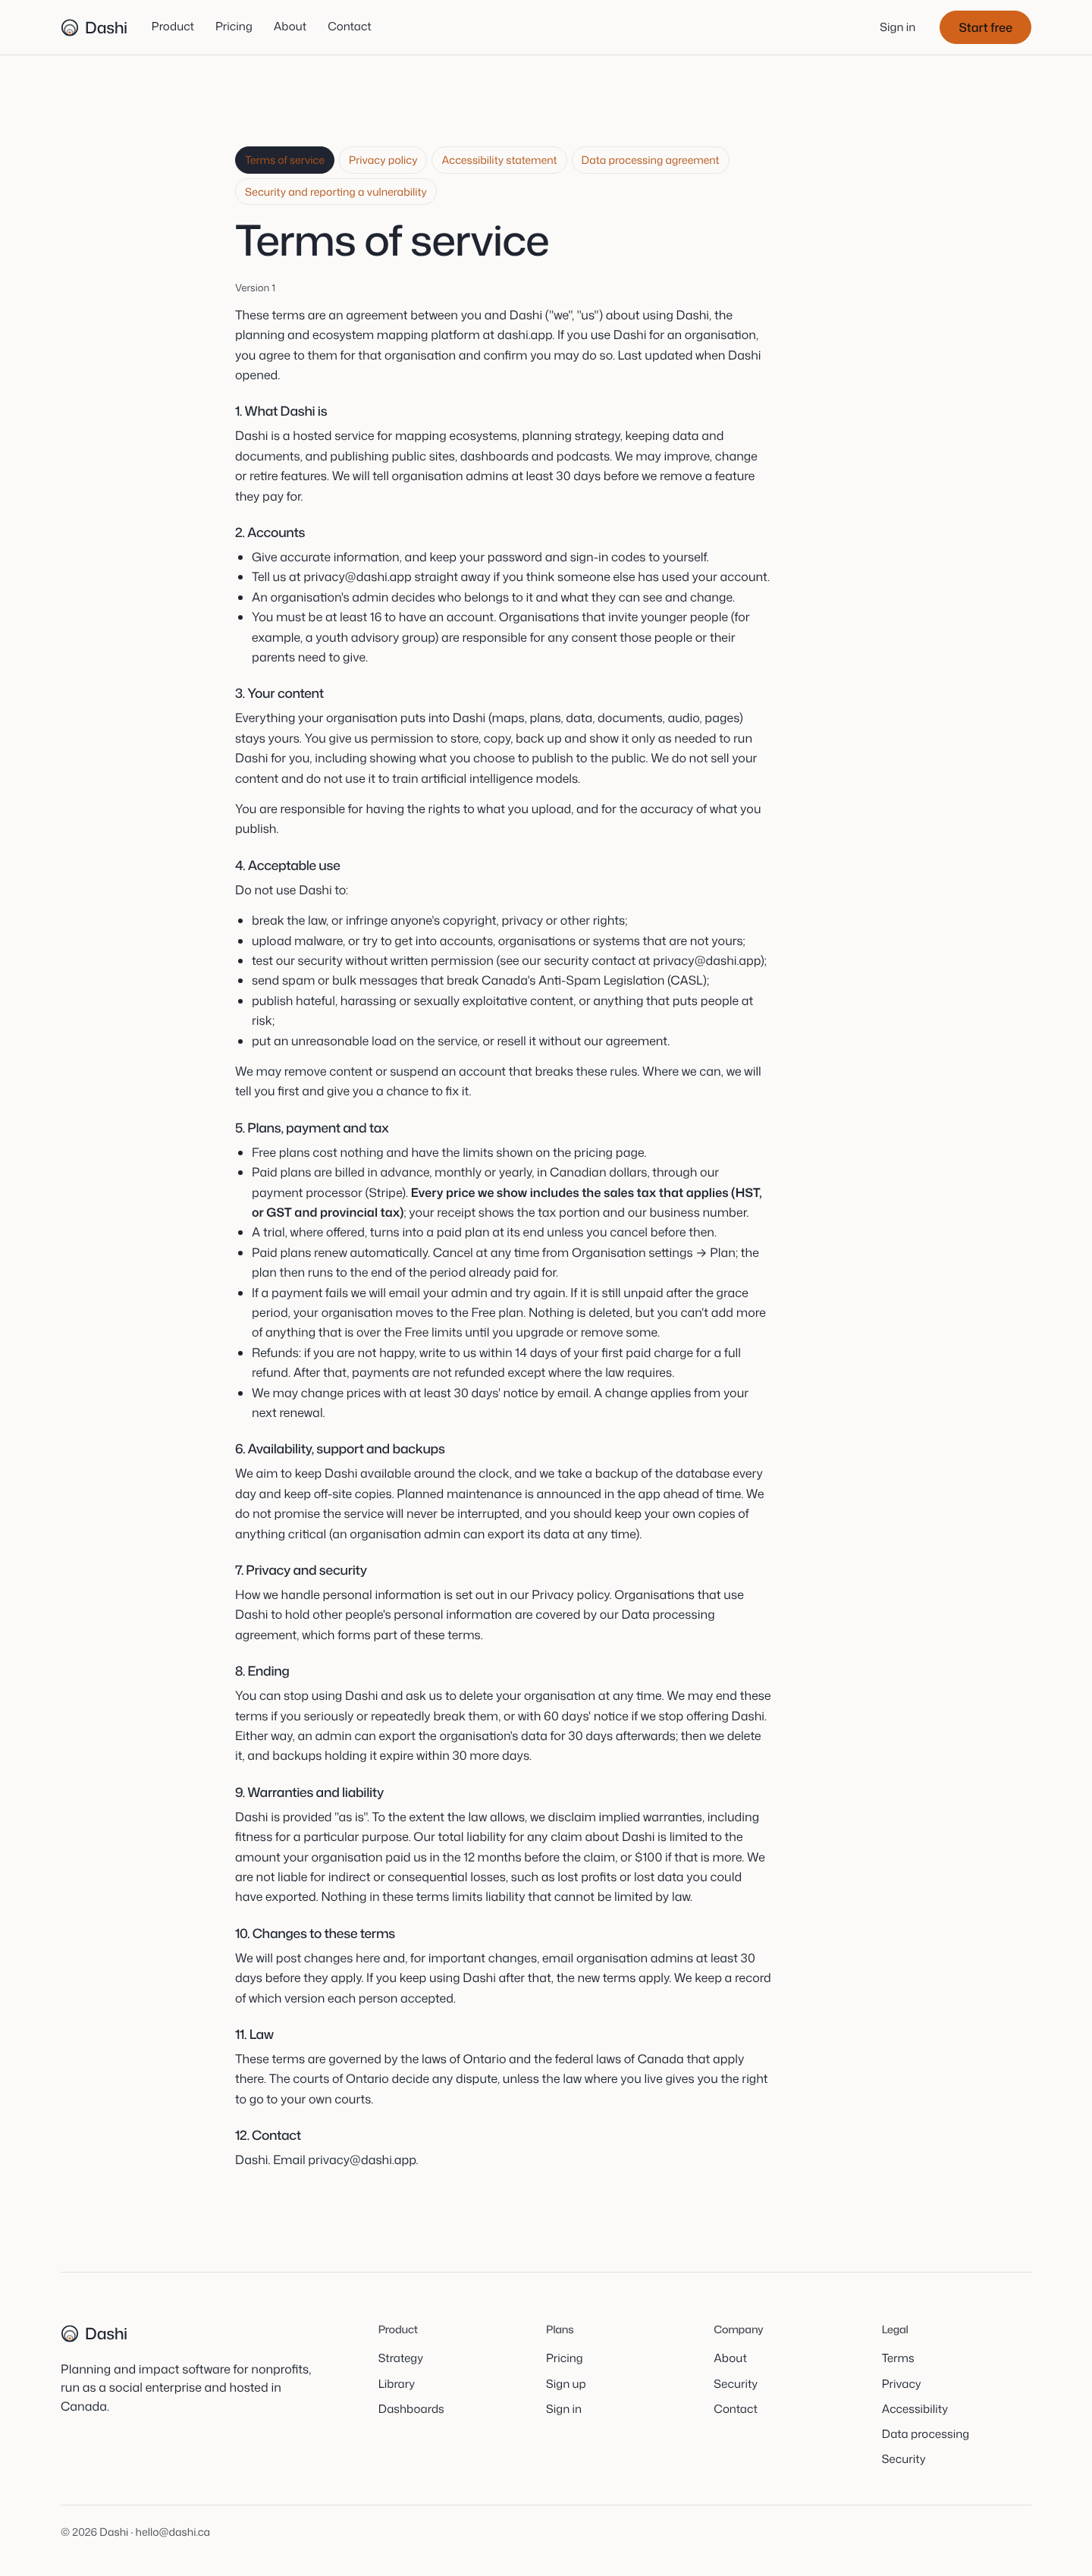 Dashi Product Pricing About Contact Sign in Start free
Terms of service Privacy policy Accessibility statement Data processing agreement
Security and reporting a vulnerability
Terms of service
Version 1
These terms are an agreement between you and Dashi ("we", "us") about using Dashi, the
planning and ecosystem mapping platform at dashi.app. If you use Dashi for an organisation,
you agree to them for that organisation and confirm you may do so. Last updated when Dashi
opened.
1. What Dashi is
Dashi is a hosted service for mapping ecosystems, planning strategy, keeping data and
documents, and publishing public sites, dashboards and podcasts. We may improve, change
or retire features. We will tell organisation admins at least 30 days before we remove a feature
they pay for.
2. Accounts
• Give accurate information, and keep your password and sign-in codes to yourself.
• Tell us at privacy@dashi.app straight away if you think someone else has used your account.
• An organisation's admin decides who belongs to it and what they can see and change.
• You must be at least 16 to have an account. Organisations that invite younger people (for
example, a youth advisory group) are responsible for any consent those people or their
parents need to give.
3. Your content
Everything your organisation puts into Dashi (maps, plans, data, documents, audio, pages)
stays yours. You give us permission to store, copy, back up and show it only as needed to run
Dashi for you, including showing what you choose to publish to the public. We do not sell your
content and do not use it to train artificial intelligence models.
You are responsible for having the rights to what you upload, and for the accuracy of what you
publish.
4. Acceptable use
Do not use Dashi to:
• break the law, or infringe anyone's copyright, privacy or other rights;
• upload malware, or try to get into accounts, organisations or systems that are not yours;
• test our security without written permission (see our security contact at privacy@dashi.app);
• send spam or bulk messages that break Canada's Anti-Spam Legislation (CASL);
• publish hateful, harassing or sexually exploitative content, or anything that puts people at
risk;
• put an unreasonable load on the service, or resell it without our agreement.
We may remove content or suspend an account that breaks these rules. Where we can, we will
tell you first and give you a chance to fix it.
5. Plans, payment and tax
• Free plans cost nothing and have the limits shown on the pricing page.
• Paid plans are billed in advance, monthly or yearly, in Canadian dollars, through our
payment processor (Stripe). Every price we show includes the sales tax that applies (HST,
or GST and provincial tax); your receipt shows the tax portion and our business number.
• A trial, where offered, turns into a paid plan at its end unless you cancel before then.
• Paid plans renew automatically. Cancel at any time from Organisation settings → Plan; the
plan then runs to the end of the period already paid for.
• If a payment fails we will email your admin and try again. If it is still unpaid after the grace
period, your organisation moves to the Free plan. Nothing is deleted, but you can't add more
of anything that is over the Free limits until you upgrade or remove some.
• Refunds: if you are not happy, write to us within 14 days of your first paid charge for a full
refund. After that, payments are not refunded except where the law requires.
• We may change prices with at least 30 days' notice by email. A change applies from your
next renewal.
6. Availability, support and backups
We aim to keep Dashi available around the clock, and we take a backup of the database every
day and keep off-site copies. Planned maintenance is announced in the app ahead of time. We
do not promise the service will never be interrupted, and you should keep your own copies of
anything critical (an organisation admin can export its data at any time).
7. Privacy and security
How we handle personal information is set out in our Privacy policy. Organisations that use
Dashi to hold other people's personal information are covered by our Data processing
agreement, which forms part of these terms.
8. Ending
You can stop using Dashi and ask us to delete your organisation at any time. We may end these
terms if you seriously or repeatedly break them, or with 60 days' notice if we stop offering Dashi.
Either way, an admin can export the organisation's data for 30 days afterwards; then we delete
it, and backups holding it expire within 30 more days.
9. Warranties and liability
Dashi is provided "as is". To the extent the law allows, we disclaim implied warranties, including
fitness for a particular purpose. Our total liability for any claim about Dashi is limited to the
amount your organisation paid us in the 12 months before the claim, or $100 if that is more. We
are not liable for indirect or consequential losses, such as lost profits or lost data you could
have exported. Nothing in these terms limits liability that cannot be limited by law.
10. Changes to these terms
We will post changes here and, for important changes, email organisation admins at least 30
days before they apply. If you keep using Dashi after that, the new terms apply. We keep a record
of which version each person accepted.
11. Law
These terms are governed by the laws of Ontario and the federal laws of Canada that apply
there. The courts of Ontario decide any dispute, unless the law where you live gives you the right
to go to your own courts.
12. Contact
Dashi. Email privacy@dashi.app.
Dashi
Planning and impact software for nonprofits,
run as a social enterprise and hosted in
Canada.
Product
Strategy
Library
Dashboards
Plans
Pricing
Sign up
Sign in
Company
About
Security
Contact
Legal
Terms
Privacy
Accessibility
Data processing
Security
© 2026 Dashi · hello@dashi.ca